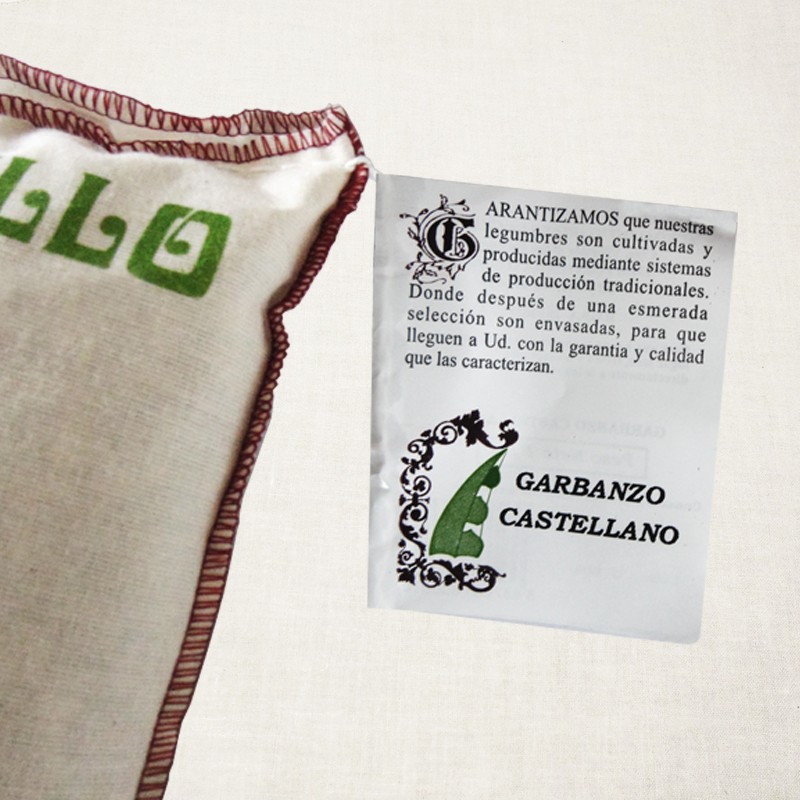 LLO
GARANTIZAMOS que nuestras
legumbres son cultivadas y
producidas mediante sistemas
de producción tradicionales.
Donde después de una esmerada
selección son envasadas, para que
lleguen a Ud. con la garantia y calidad
que las caracterizan.
GARBANZO
CASTELLANO